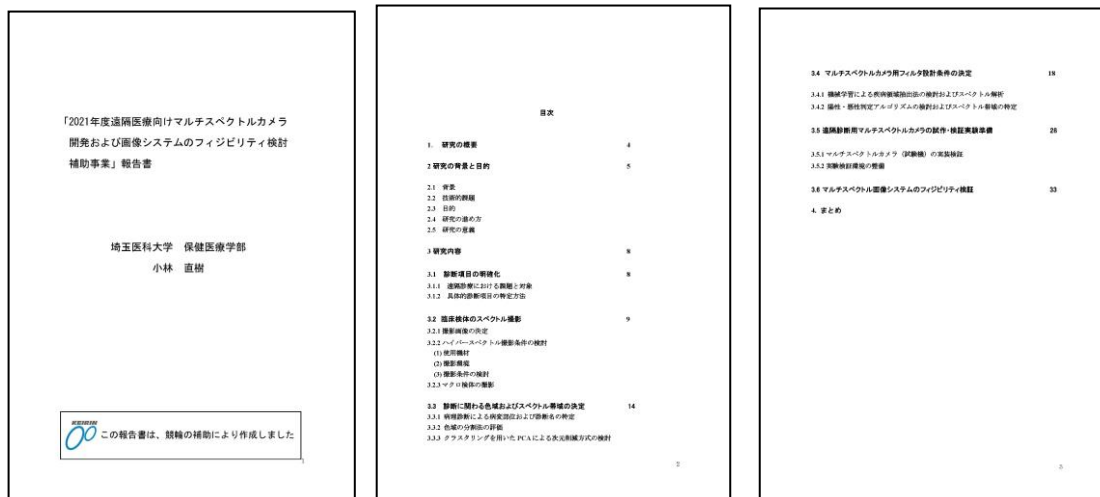 「2021年度遠隔医療向けマルチスペクトルカメラ
開発および画像システムのフィジビリティ検討
補助事業」報告書
埼玉医科大学 保健医療学部
小林 直樹
KEIRIN
この報告書は、競輪の補助により作成しました
1
目次
1. 研究の概要 4
2 研究の背景と目的 5
2.1 背景
2.2 技術的課題
2.3 目的
2.4 研究の進め方
2.5 研究の意義
3 研究内容 8
3.1 診断項目の明確化 8
3.1.1 遠隔診療における課題と対象
3.1.2 具体的診断項目の特定方法
3.2 臨床検体のスペクトル撮影 9
3.2.1 撮影画像の決定
3.2.2 ハイパースペクトル撮影条件の検討
(1) 使用機材
(2) 撮影環境
(3) 撮影条件の検討
3.2.3 マクロ検体の撮影
3.3 診断に関わる色域およびスペクトル帯域の決定 14
3.3.1 病理診断による病変部位および診断名の特定
3.3.2 色域の分割法の評価
3.3.3 クラスタリングを用いた PCA による次元削減方式の検討
2
3.4 マルチスペクトルカメラ用フィルタ設計条件の決定 18
3.4.1 機械学習による疾病領域抽出法の検討およびスペクトル解析
3.4.2 陽性・悪性判定アルゴリズムの検討およびスペクトル帯域の特定
3.5 遠隔診断用マルチスペクトルカメラの試作・検証実験準備 26
3.5.1 マルチスペクトルカメラ(試験機)の実装検証
3.5.2 実験検証環境の整備
3.6 マルチスペクトル画像システムのフィジビリティ検証 33
4. まとめ
3